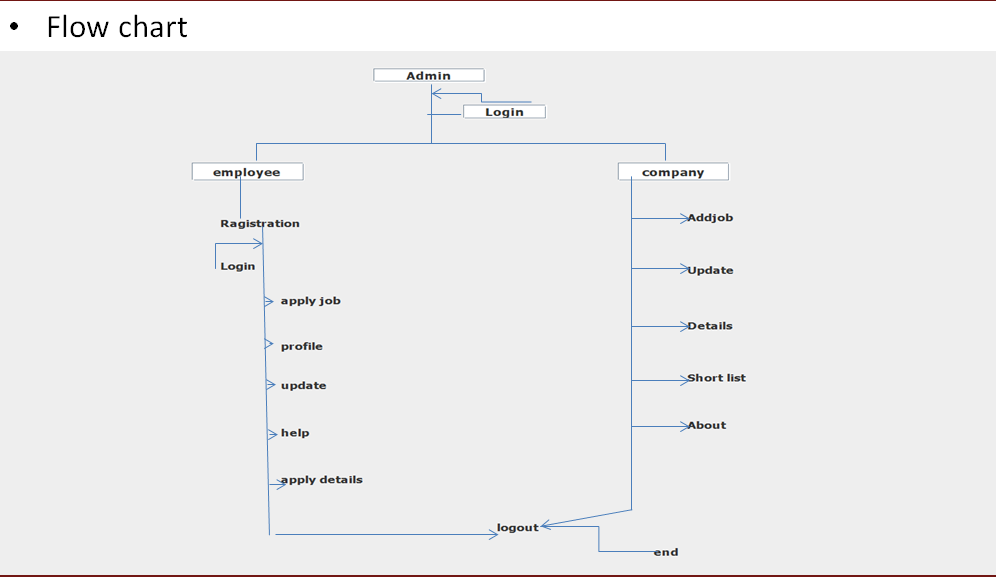 • Flow chart
Admin
Login
employee
company
Ragistration
Login
apply job
profile
update
help
apply details
Addjob
Update
Details
Short list
About
logout
end